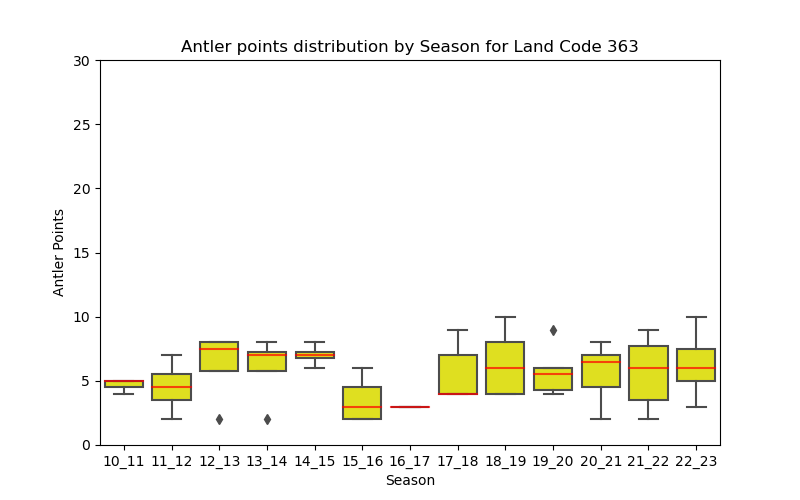 Antler points distribution by Season for Land Code 363
30
25
20
15
10
5
0
Antler Points
10_11 11_12 12_13 13_14 14_15 15_16 16_17 17_18 18_19 19_20 20_21 21_22 22_23
Season